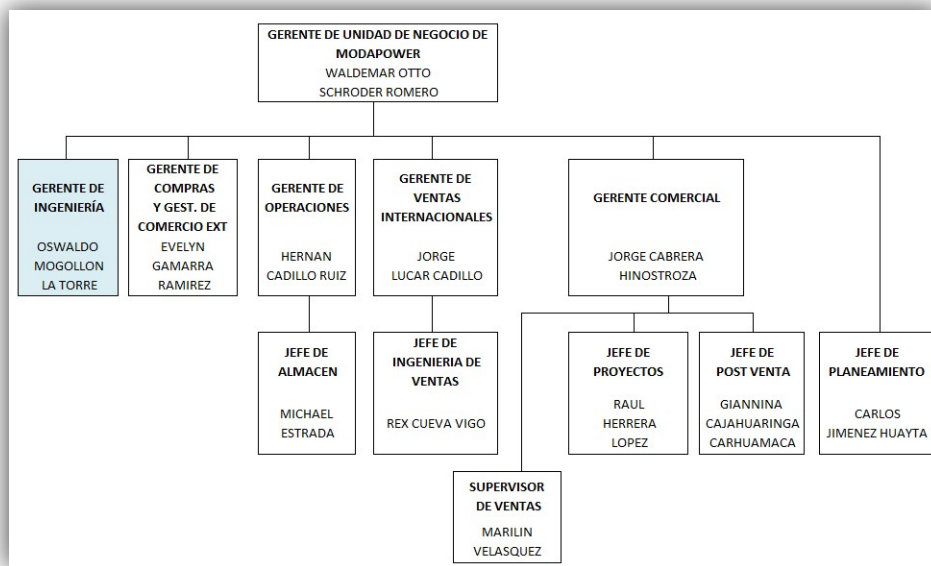 GERENTE DE UNIDAD DE NEGOCIO DE
MODAPOWER
WALDEMAR OTTO
SCHRODER ROMERO
GERENTE DE
INGENIERÍA
OSWALDO
MOGOLLON
LA TORRE
GERENTE DE
COMPRAS
Y GEST. DE
COMERCIO EXT
EVELYN
GAMARRA
RAMIREZ
GERENTE DE
OPERACIONES
HERNAN
CADILLO RUIZ
GERENTE DE
VENTAS
INTERNACIONALES
JORGE
LUCAR CADILLO
GERENTE COMERCIAL
JORGE CABRERA
HINOSTROZA
JEFE DE
ALMACEN
MICHAEL
ESTRADA
JEFE DE
INGENIERIA DE
VENTAS
REX CUEVA VIGO
JEFE DE
PROYECTOS
RAUL
HERRERA
LOPEZ
JEFE DE
POST VENTA
GIANNINA
CAJAHUARINGA
CARHUAMACA
JEFE DE
PLANEAMIENTO
CARLOS
JIMENEZ HUAYTA
SUPERVISOR
DE VENTAS
MARILIN
VELASQUEZ